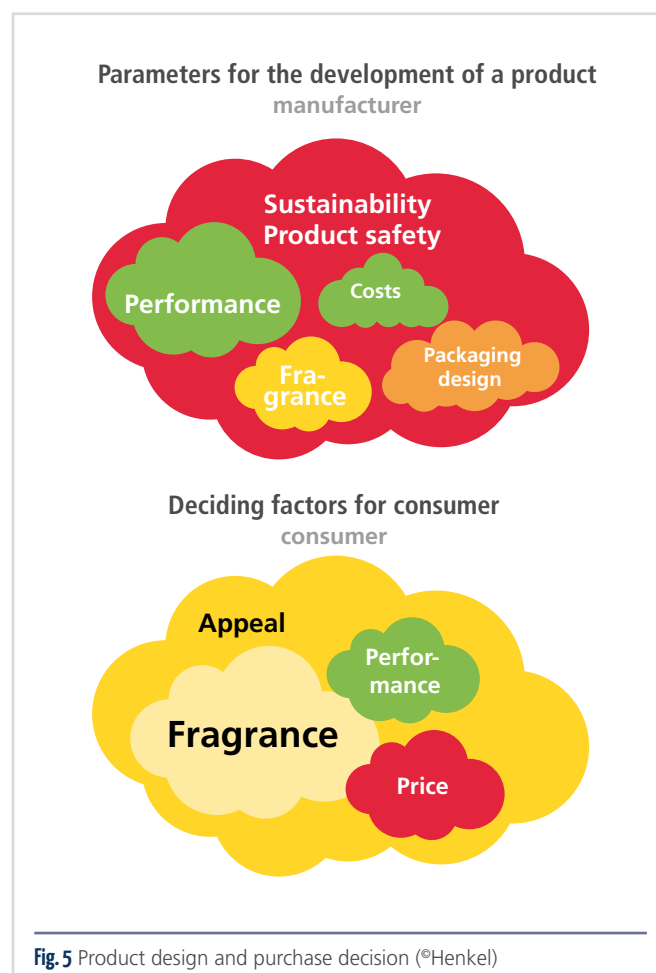 Parameters for the development of a product
manufacturer
Sustainability
Product safety
Performance
Costs
Fra-
grance
Packaging
design
Deciding factors for consumer
consumer
Appeal
Perfor-
mance
Fragrance
Price
Fig. 5 Product design and purchase decision (©Henkel)